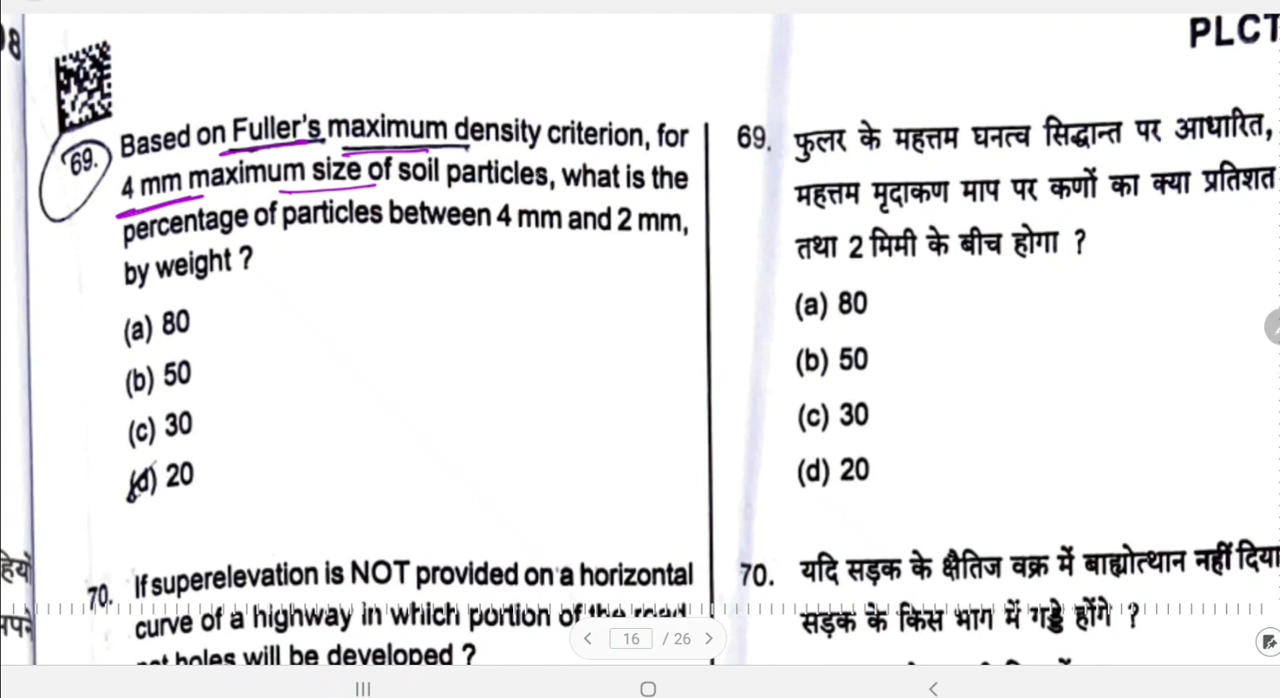 08
PLCT
69. Based on Fuller's maximum density criterion, for
4 mm maximum size of soil particles, what is the
percentage of particles between 4 mm and 2 mm,
by weight ?
(a) 80
(b) 50
(c) 30
(d) 20
70. If superelevation is NOT provided on a horizontal
curve of a highway in which portion of the road
holes will be developed ?
69. फुलर के महत्तम घनत्व सिद्धान्त पर आधारित,
महत्तम मृदाकण माप पर कणों का क्या प्रतिशत
तथा 2 मिमी के बीच होगा ?
(a) 80
(b) 50
(c) 30
(d) 20
70. यदि सड़क के क्षैतिज वक्र में बाह्योत्थान नहीं दिया
सड़क के किस भाग में गड्ढे होंगे ?
16 / 26